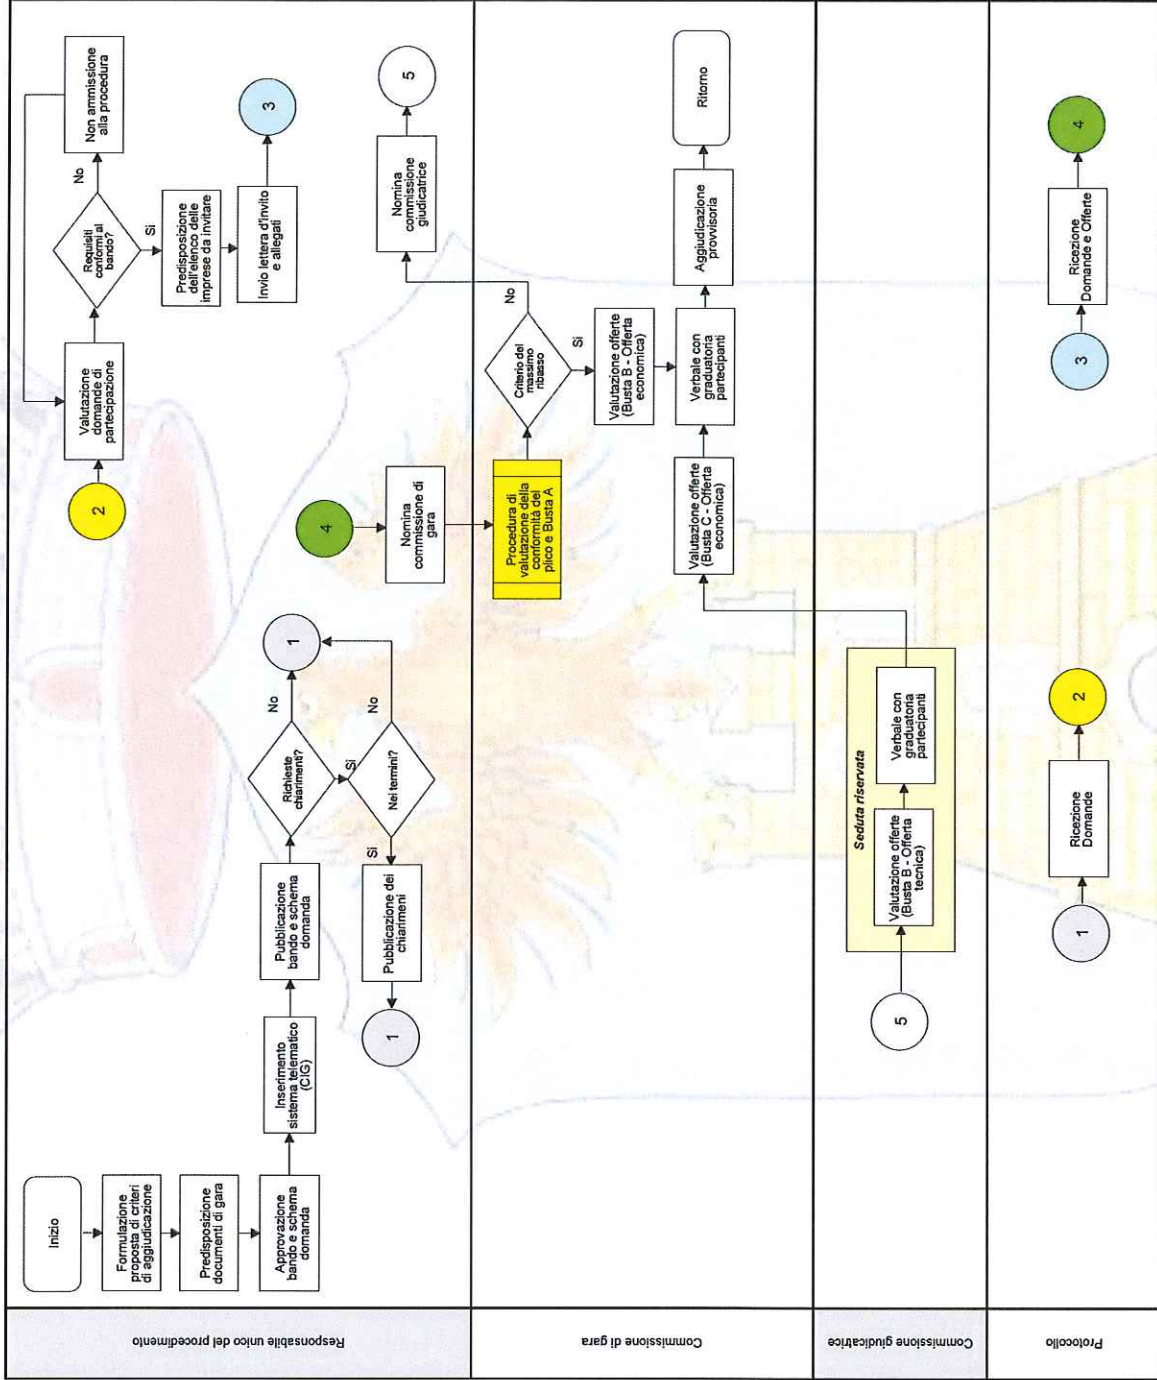 Responsabile unico del procedimento
Inizio
Formulazione
proposta di criteri
di aggiudicazione
Predisposizione
documenti di gara
Approvazione
bando e schema
domanda
Inserimento
sistema telematico
(CIG)
Pubblicazione
bando e schema
domanda
Richieste
chiarimenti?
No
1
Si
Nei termini?
No
Si
Pubblicazione dei
chiarimeni
1
2
Valutazione
domande di
partecipazione
Requisiti
conformi al
bando?
No
Non ammissione
alla procedura
Si
Predisposizione
dell'elenco delle
imprese da invitare
Invio lettera d'invito
e allegati
3
4
Nomina
commissione di
gara
Nomina
commissione
giudicatrice
5
Commissione di gara
Procedura di
valutazione della
conformità del
plico e Busta A
Criterio del
massimo
ribasso
No
Si
Valutazione offerte
(Busta B - Offerta
economica)
Valutazione offerte
(Busta C - Offerta
economica)
Verbale con
graduatoria
partecipanti
Aggiudicazione
provvisoria
Ritorno
Commissione giudicatrice
5
Seduta riservata
Valutazione offerte
(Busta B - Offerta
tecnica)
Verbale con
graduatoria
partecipanti
Protocollo
1
Ricezione
Domande
2
3
Ricezione
Domande e Offerte
4